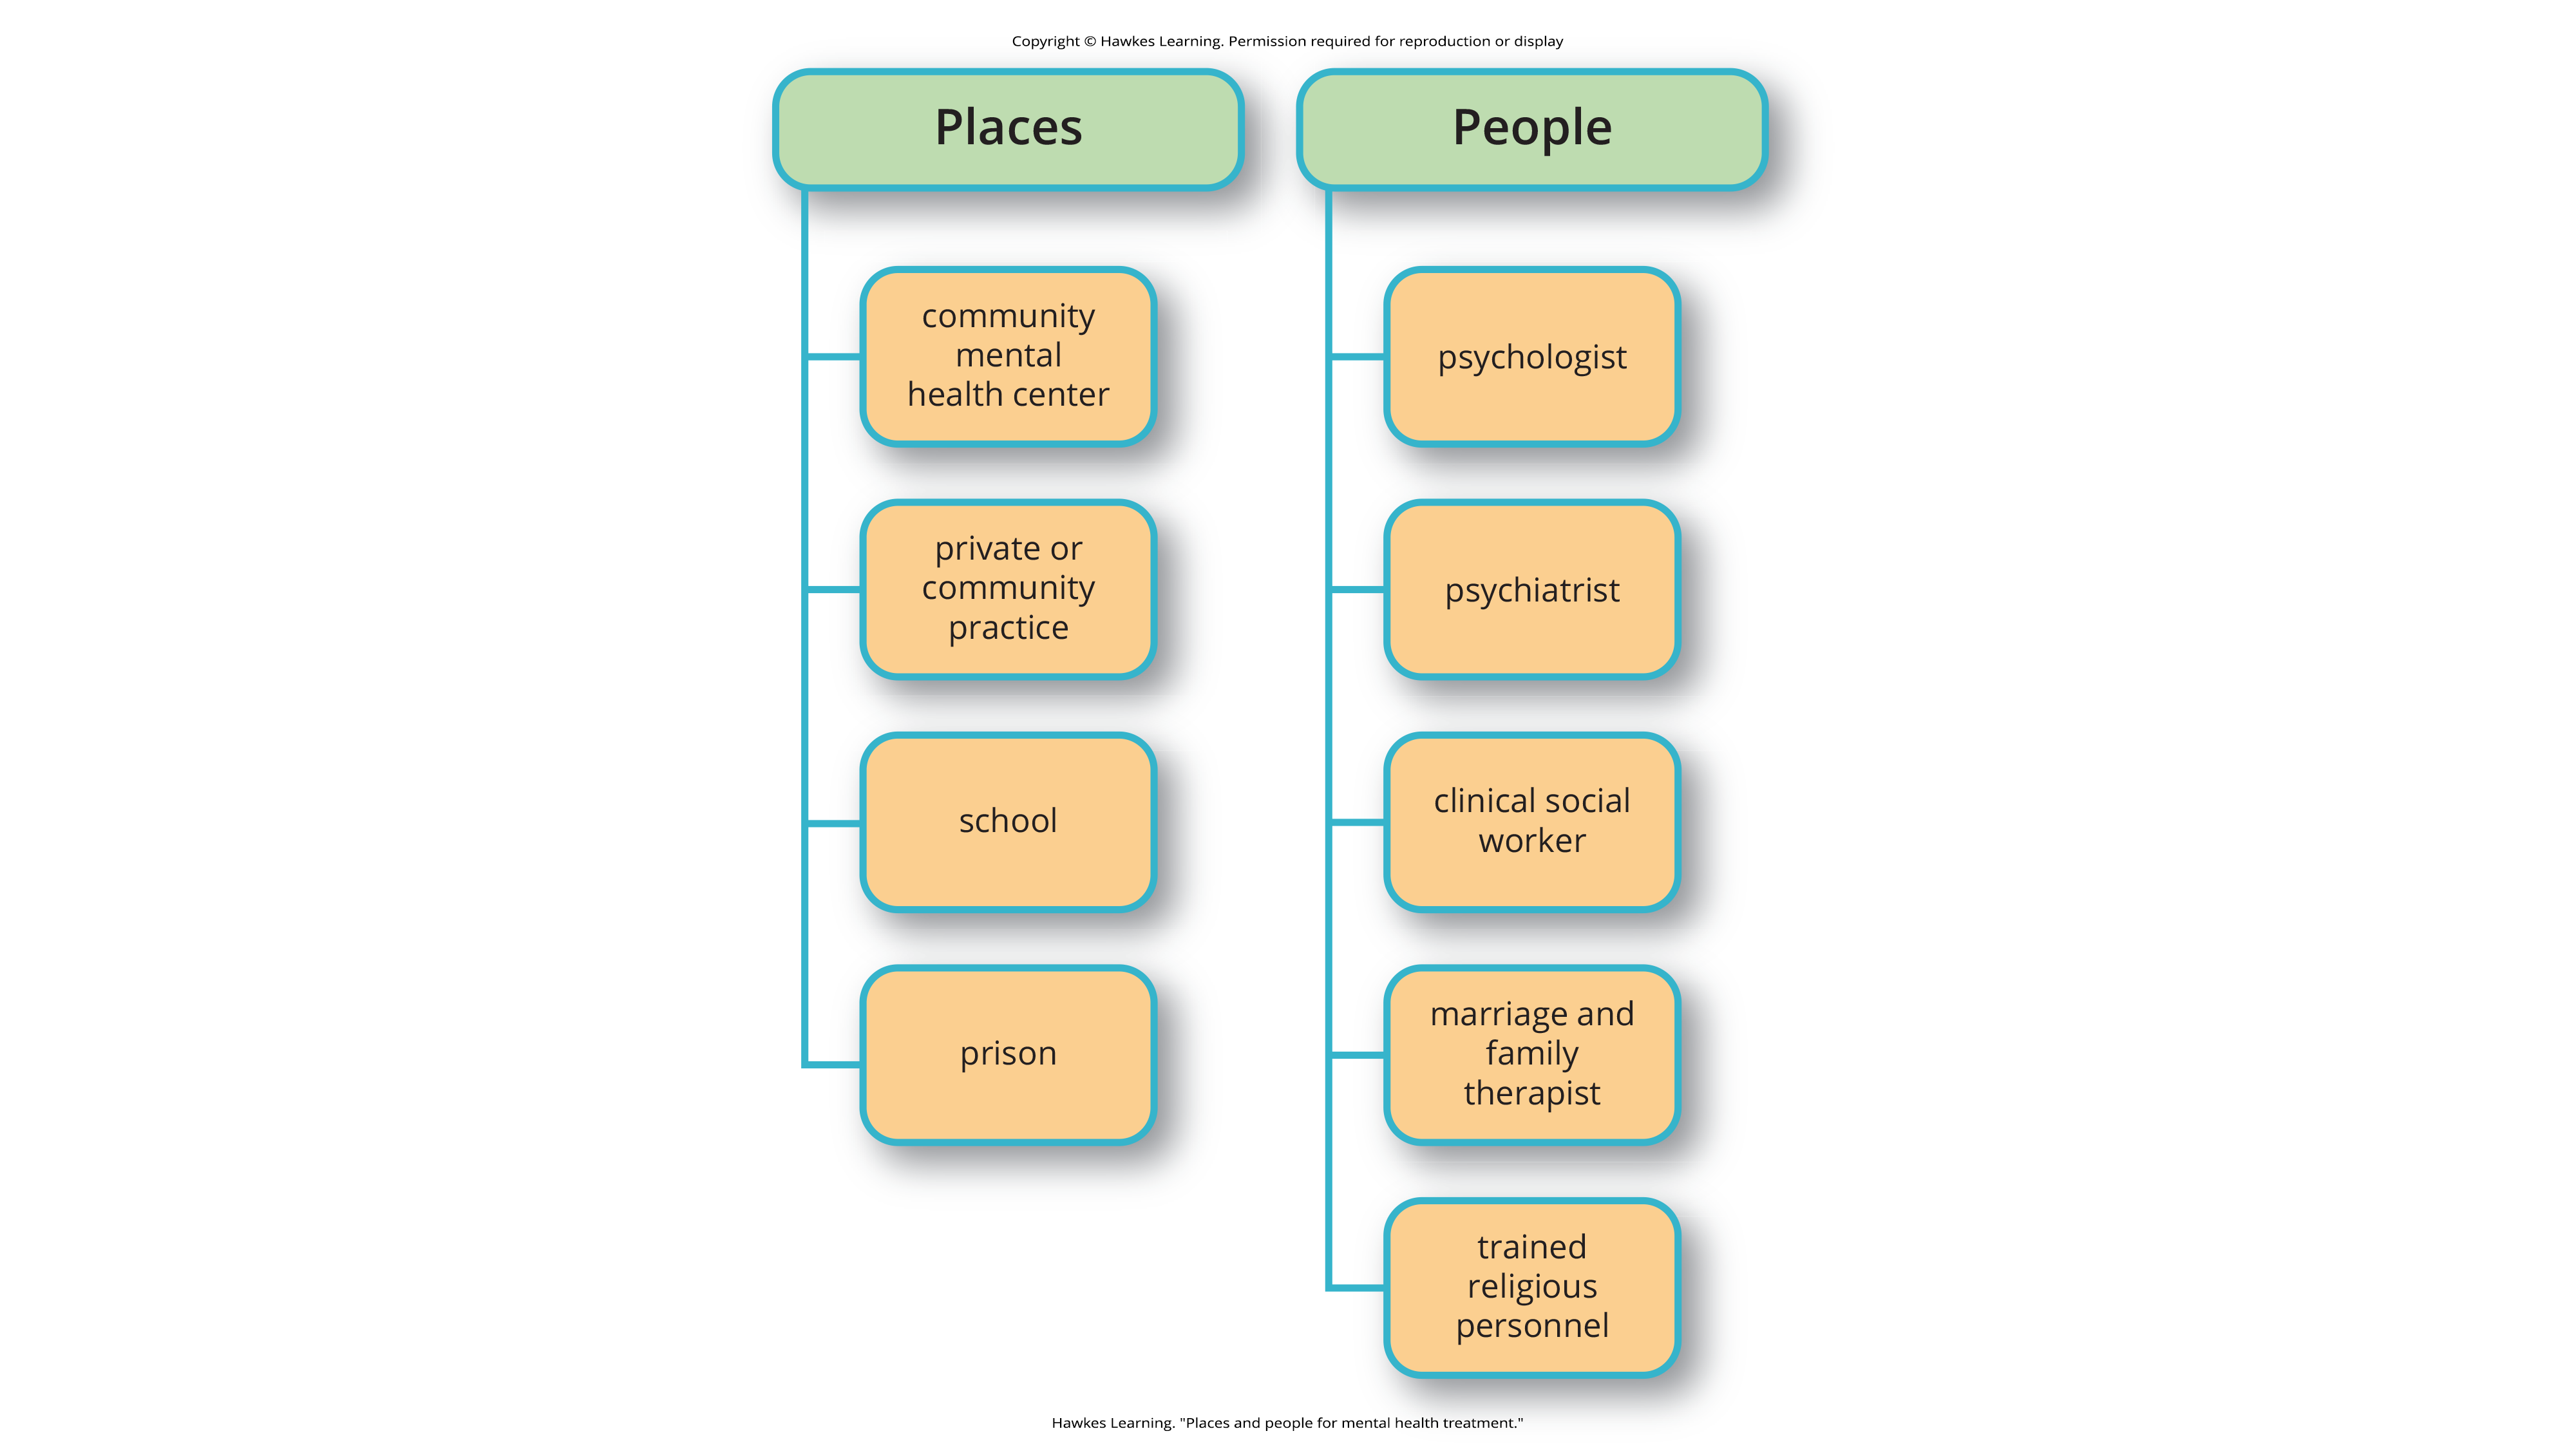 Copyright © Hawkes Learning. Permission required for reproduction or display
Places
community
mental
health center
private or
community
practice
school
prison
People
psychologist
psychiatrist
clinical social
worker
marriage and
family
therapist
trained
religious
personnel
Hawkes Learning. "Places and people for mental health treatment."